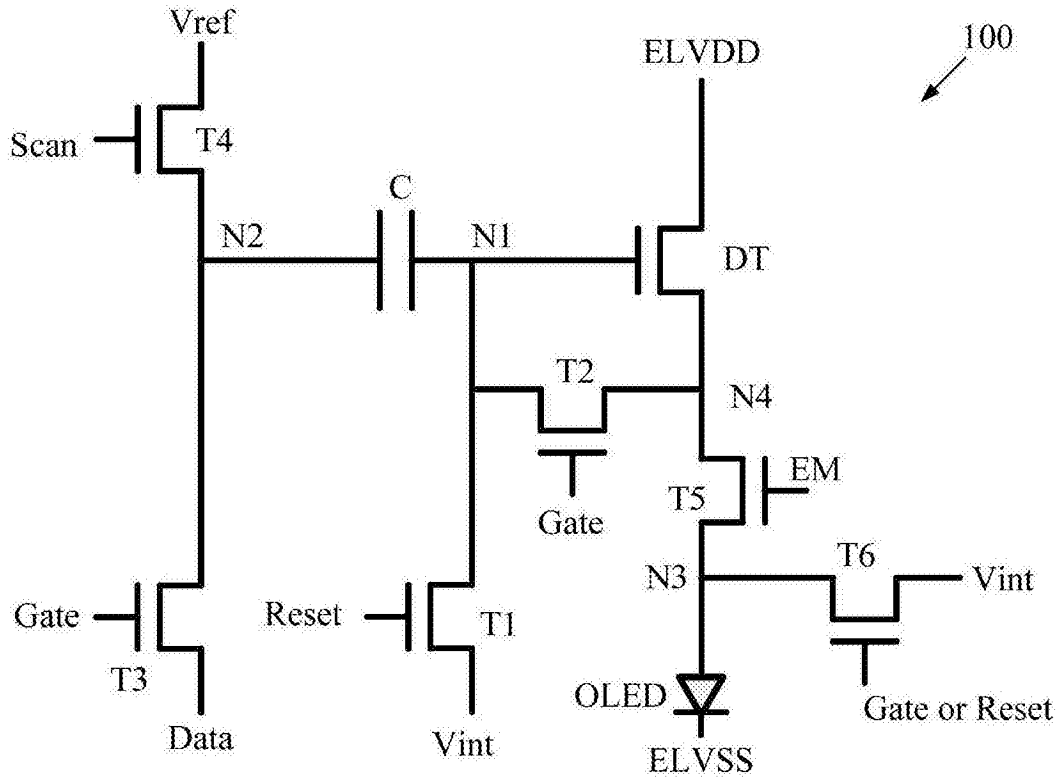 Vref
ELVDD
100
Scan
T4
C
N2
N1
DT
T2
N4
EM
T5
Gate
N3
T6
Vint
Gate
Reset
T1
T3
OLED
Gate or Reset
Data
Vint
ELVSS